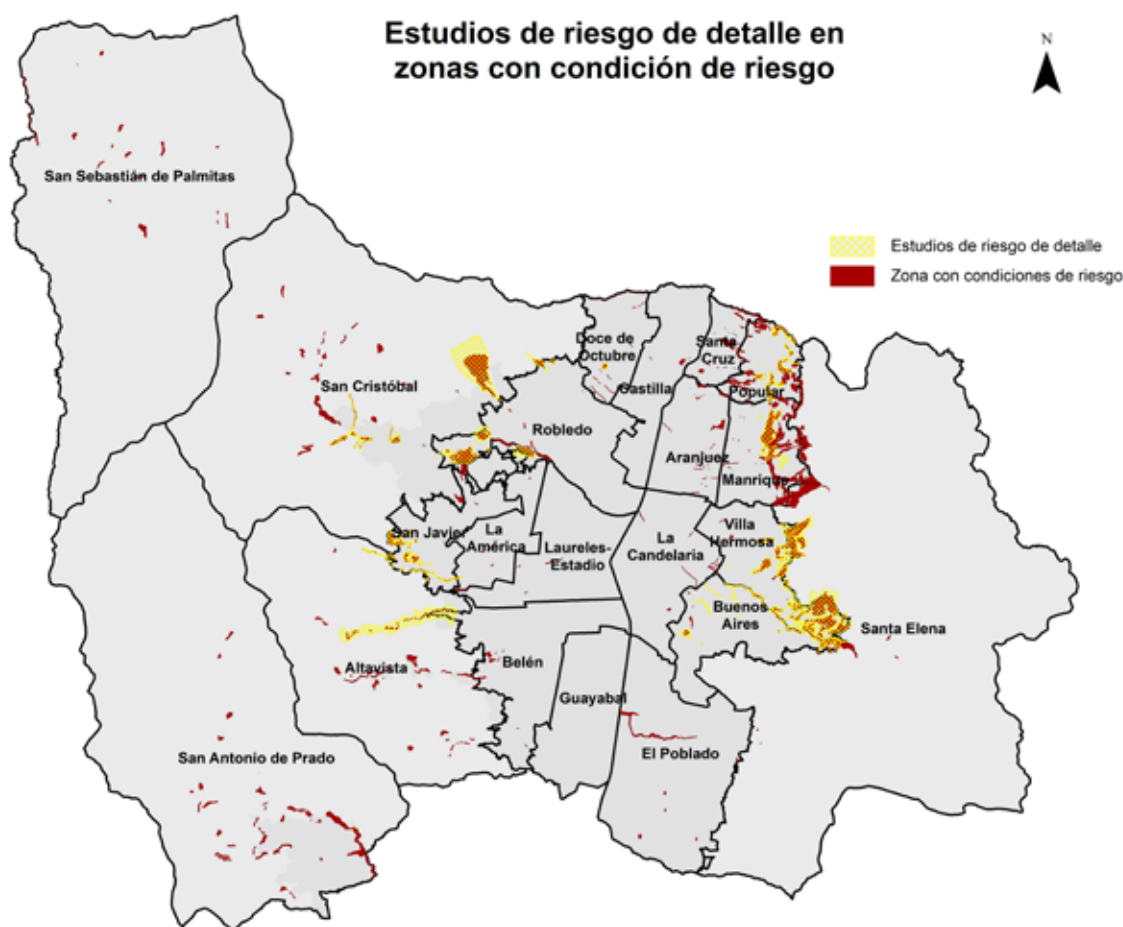 Estudios de riesgo de detalle en
zonas con condición de riesgo
N
San Sebastián de Palmitas
Estudios de riesgo de detalle
Zona con condiciones de riesgo
Doce de
Octubre
Santa
Cruz
San Cristóbal
Castilla
Popular
Robledo
Aranjuez
Manrique
San Javier
La
América
Laureles-
Estadio
La
Candelaria
Villa
Hermosa
Buenos
Aires
Santa Elena
Altavista
Belén
Guayabal
El Poblado
San Antonio de Prado